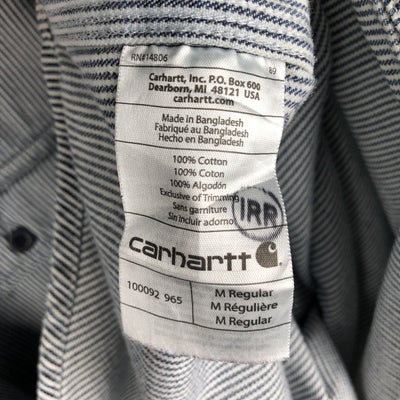 RN#14806 89
Carhartt, Inc. P.O. Box 600
Dearborn, MI 48121 USA
carhartt.com
Made in Bangladesh
Fabriqué au Bangladesh
Hecho en Bangladesh
100% Cotton
100% Coton
100% Algodón
Exclusive of Trimming
Sans garniture
Sin incluir adorno
IRR
carhartt
100092 965
M Regular
M Régulière
M Regular